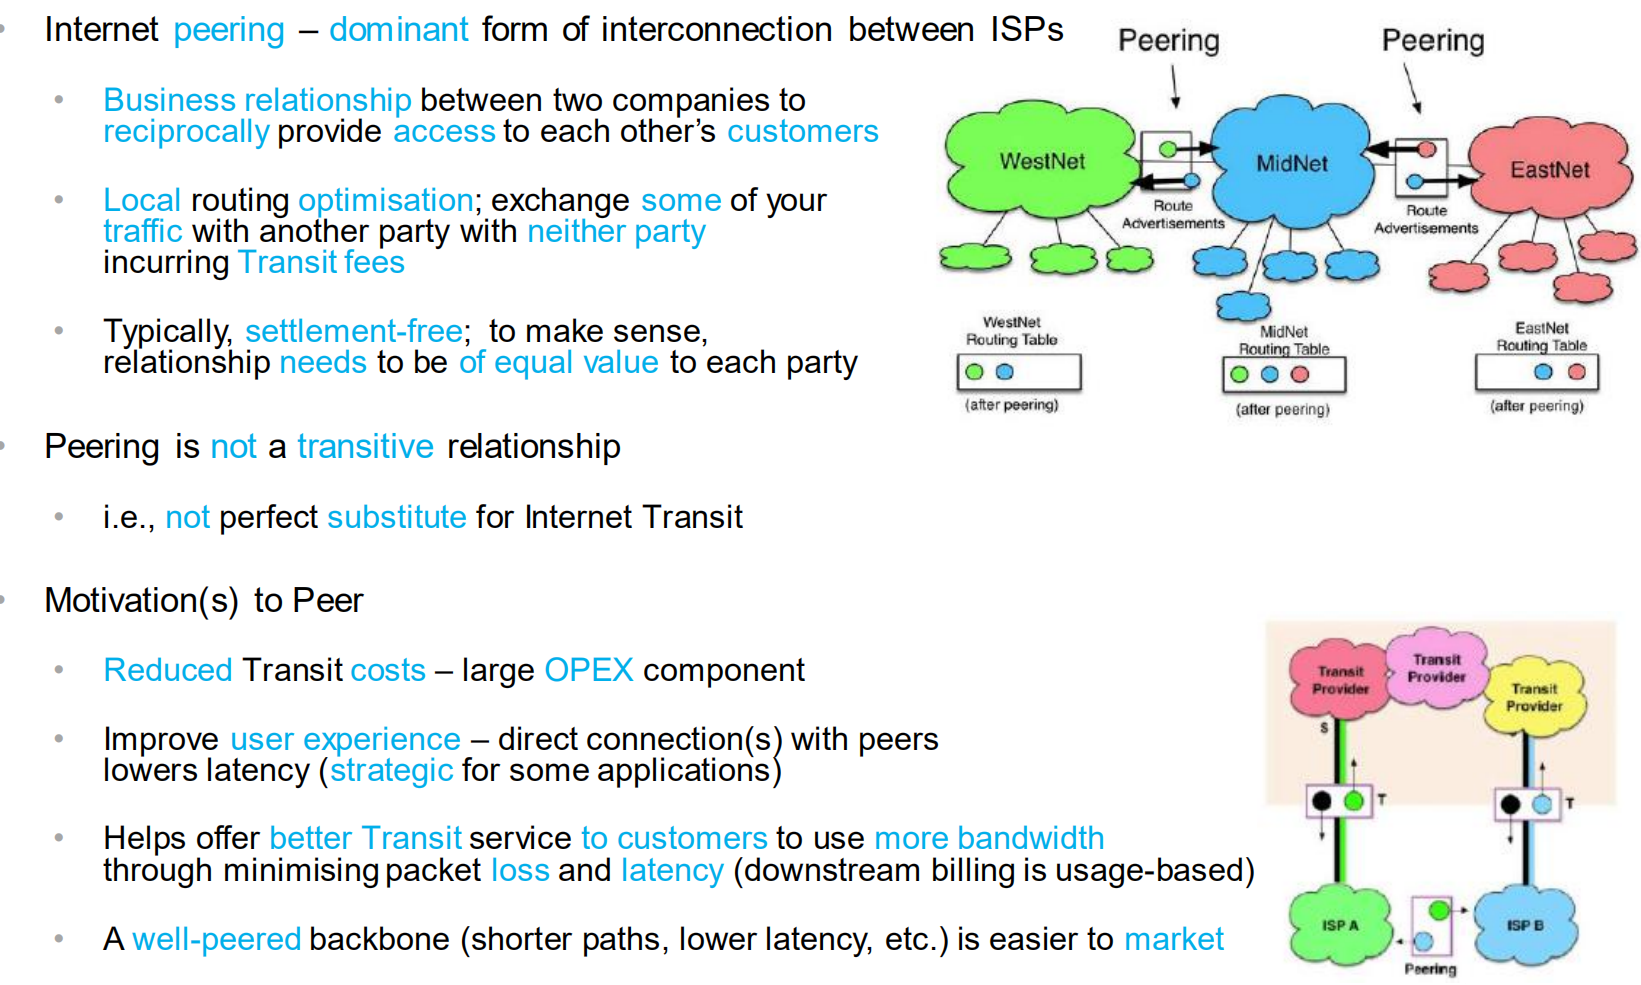 Internet peering – dominant form of interconnection between ISPs
Business relationship between two companies to
reciprocally provide access to each other’s customers
Local routing optimisation; exchange some of your
traffic with another party with neither party
incurring Transit fees
Typically, settlement-free; to make sense,
relationship needs to be of equal value to each party
Peering is not a transitive relationship
i.e., not perfect substitute for Internet Transit
Motivation(s) to Peer
Reduced Transit costs – large OPEX component
Improve user experience – direct connection(s) with peers
lowers latency (strategic for some applications)
Helps offer better Transit service to customers to use more bandwidth
through minimising packet loss and latency (downstream billing is usage-based)
A well-peered backbone (shorter paths, lower latency, etc.) is easier to market
Peering
Peering
WestNet
MidNet
EastNet
Route
Advertisements
Route
Advertisements
WestNet
Routing Table
(after peering)
MidNet
Routing Table
(after peering)
EastNet
Routing Table
(after peering)
Transit
Provider
Transit
Provider
Transit
Provider
S
T
T
ISP A
ISP B
Peering